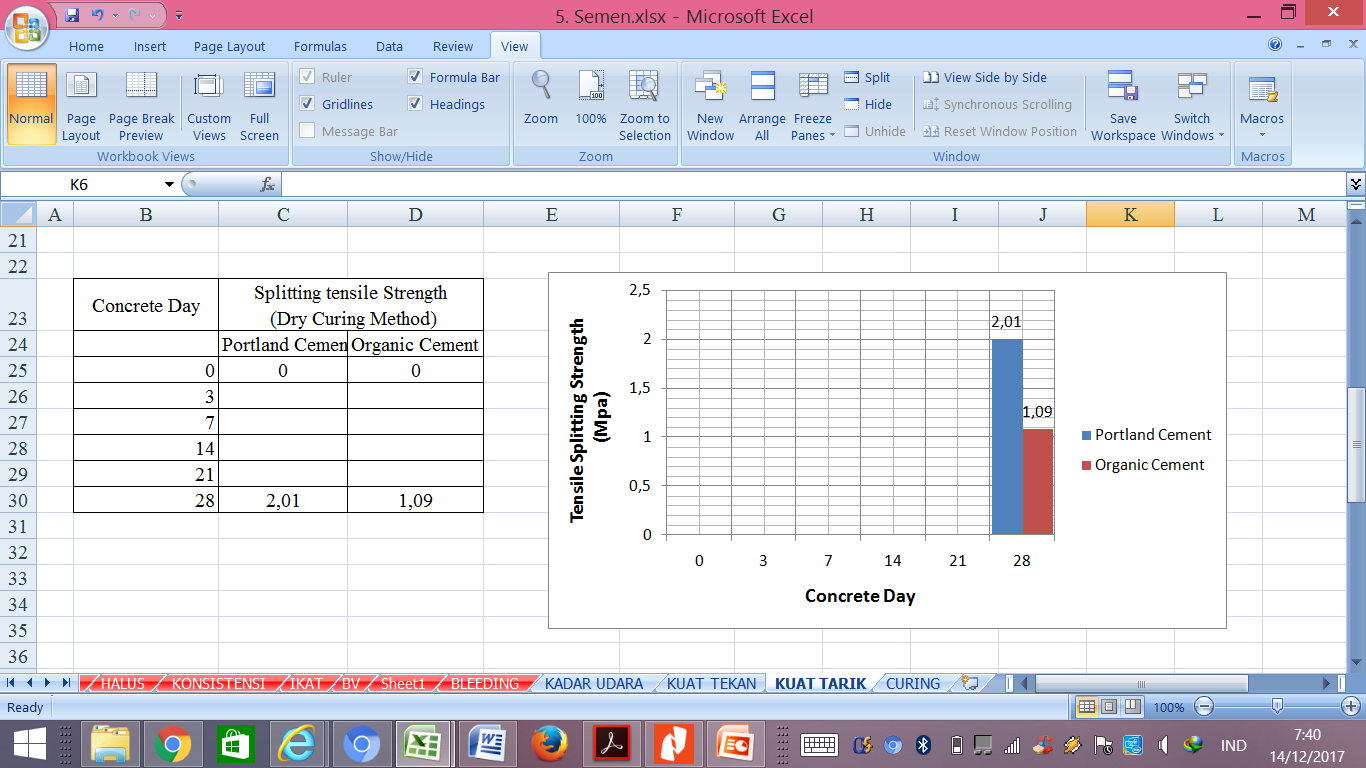 5. Semen.xlsx - Microsoft Excel
Home Insert Page Layout Formulas Data Review View
Normal
Page Layout
Page Break Preview
Custom Views
Full Screen
Workbook Views
Ruler
Gridlines
Message Bar
Formula Bar
Headings
Show/Hide
Zoom
100%
Zoom to Selection
Zoom
New Window
Arrange All
Freeze Panes
Split
Hide
Unhide
View Side by Side
Synchronous Scrolling
Reset Window Position
Save Workspace
Switch Windows
Window
Macros
Macros
K6
fx
A B C D E F G H I J K L M
21
22
23
24
25
26
27
28
29
30
31
32
33
34
35
36
Concrete Day
Splitting tensile Strength
(Dry Curing Method)
Portland Cemen Organic Cement
0 0 0
3
7
14
21
28 2,01 1,09
Tensile Splitting Strength
(Mpa)
2,5
2
1,5
1
0,5
0
2,01
1,09
0 3 7 14 21 28
Concrete Day
Portland Cement
Organic Cement
HALUS KONSISTENSI IKAT BV Sheet1 BLEEDING KADAR UDARA KUAT TEKAN KUAT TARIK CURING
Ready
100%
IND
7:40
14/12/2017